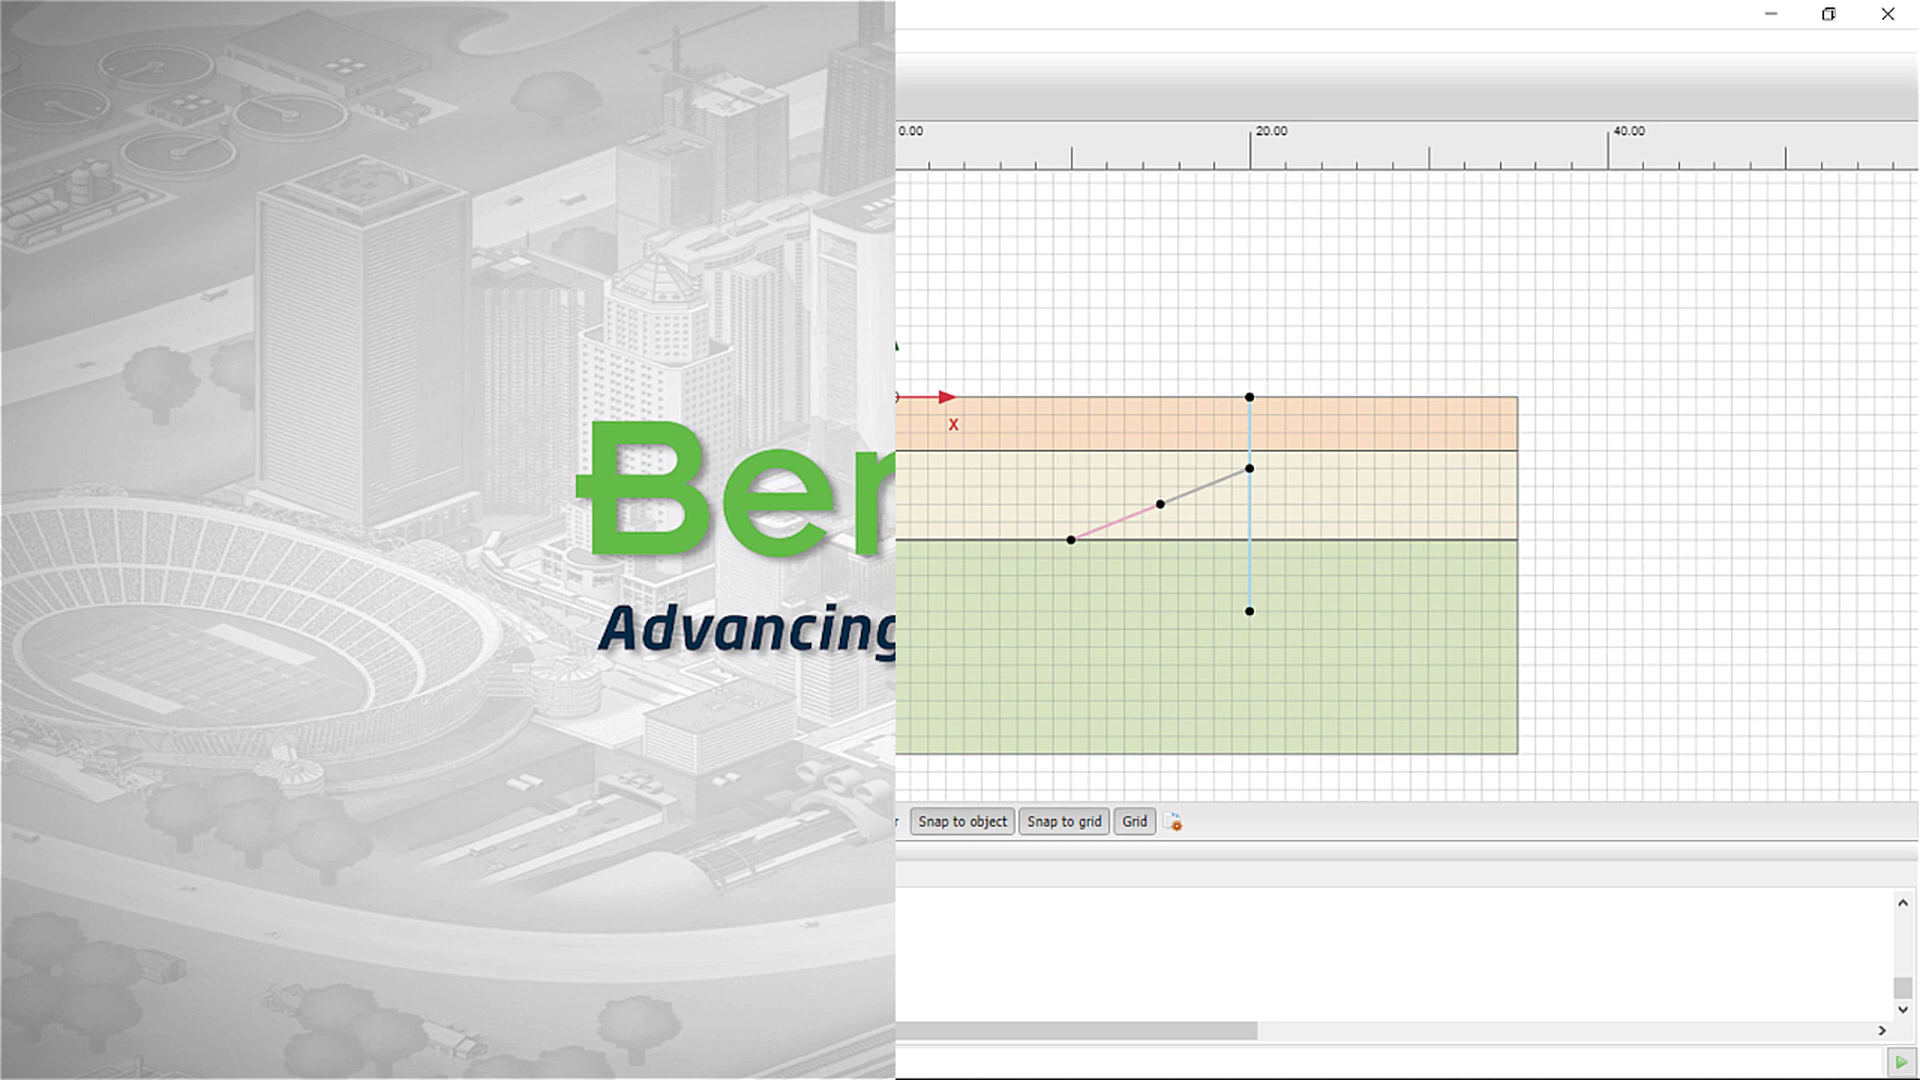 0.00 20.00 40.00
X
Ber
Advancing
Snap to object Snap to grid Grid